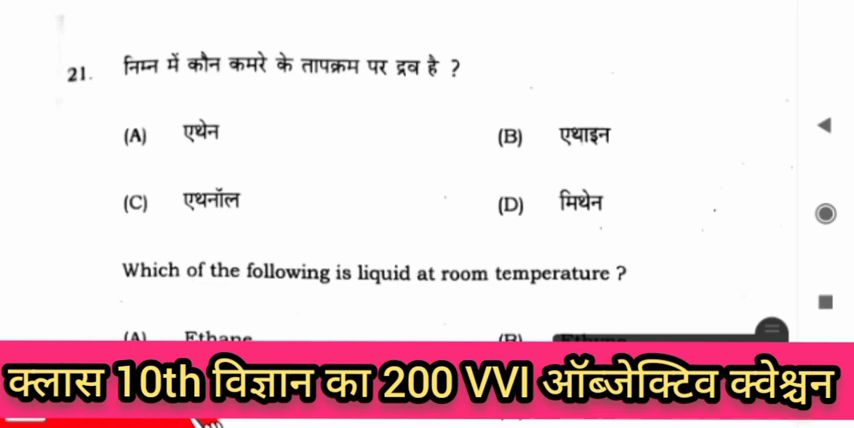 21. निम्न में कौन कमरे के तापक्रम पर द्रव है ?
(A) एथेन (B) एथाइन
(C) एथनॉल (D) मिथेन
Which of the following is liquid at room temperature ?
(A) Ethane (B) Ethyne
क्लास 10th विज्ञान का 200 VVI ऑब्जेक्टिव क्वेश्चन